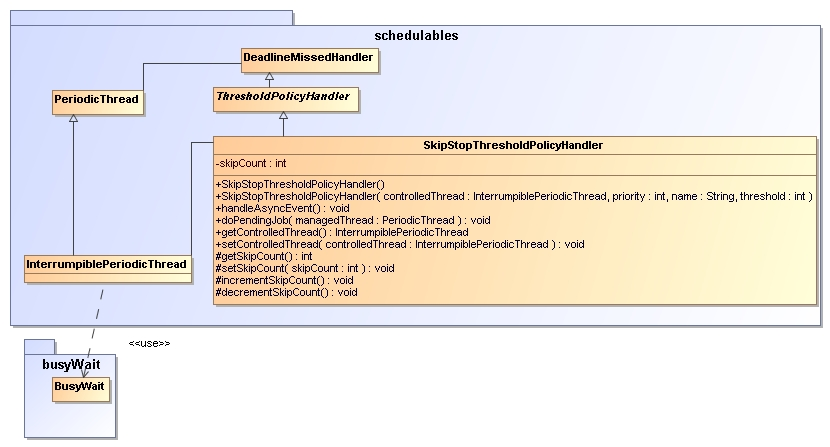 schedulables
DeadlineMissedHandler
PeriodicThread
ThresholdPolicyHandler
SkipStopThresholdPolicyHandler
-skipCount : int
+SkipStopThresholdPolicyHandler()
+SkipStopThresholdPolicyHandler( controlledThread : InterrumpiblePeriodicThread, priority : int, name : String, threshold : int )
+handleAsyncEvent() : void
+doPendingJob( managedThread : PeriodicThread ) : void
+getControlledThread() : InterrumpiblePeriodicThread
+setControlledThread( controlledThread : InterrumpiblePeriodicThread ) : void
#getSkipCount() : int
#setSkipCount( skipCount : int ) : void
#incrementSkipCount() : void
#decrementSkipCount() : void
InterrumpiblePeriodicThread
<<use>>
busyWait
BusyWait